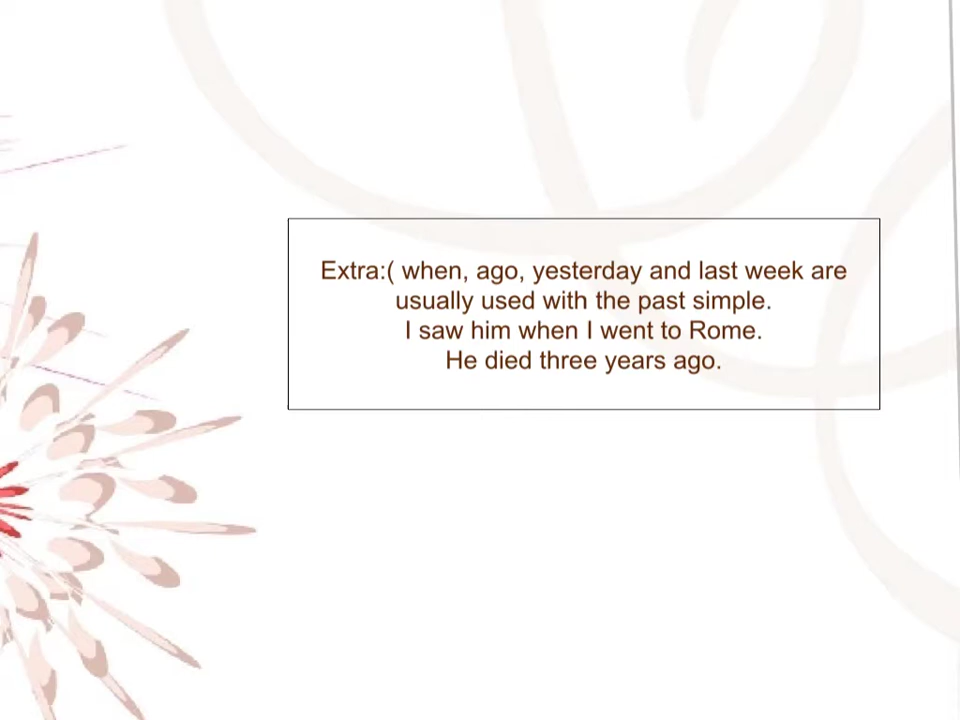 Extra:( when, ago, yesterday and last week are
usually used with the past simple.
I saw him when I went to Rome.
He died three years ago.